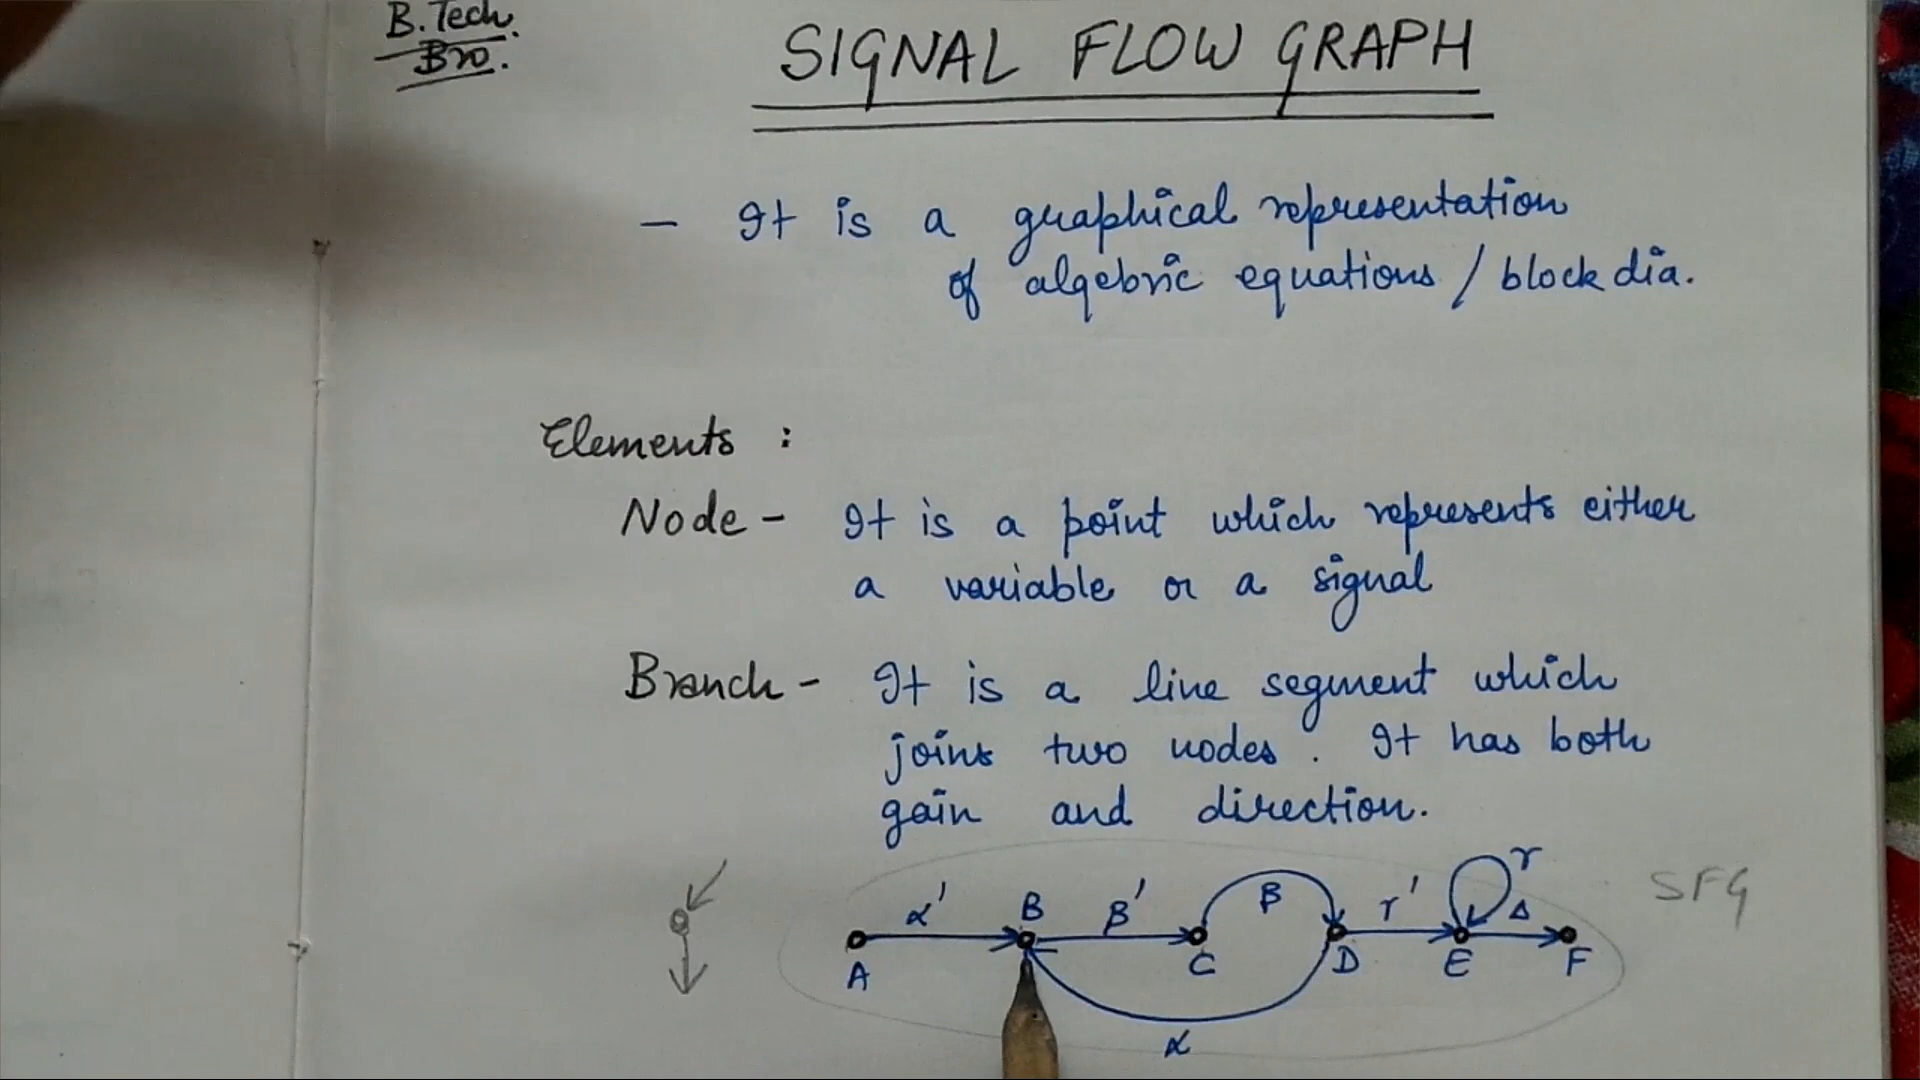 B.Tech.
Bro.
SIGNAL FLOW GRAPH
- It is a graphical representation
of algebric equations / block dia.
Elements :
Node - It is a point which represents either
a variable or a signal
Branch - It is a line segment which
joins two nodes. It has both
gain and direction.
α' B β' C β D γ' E γ Δ F
A
α
SFG